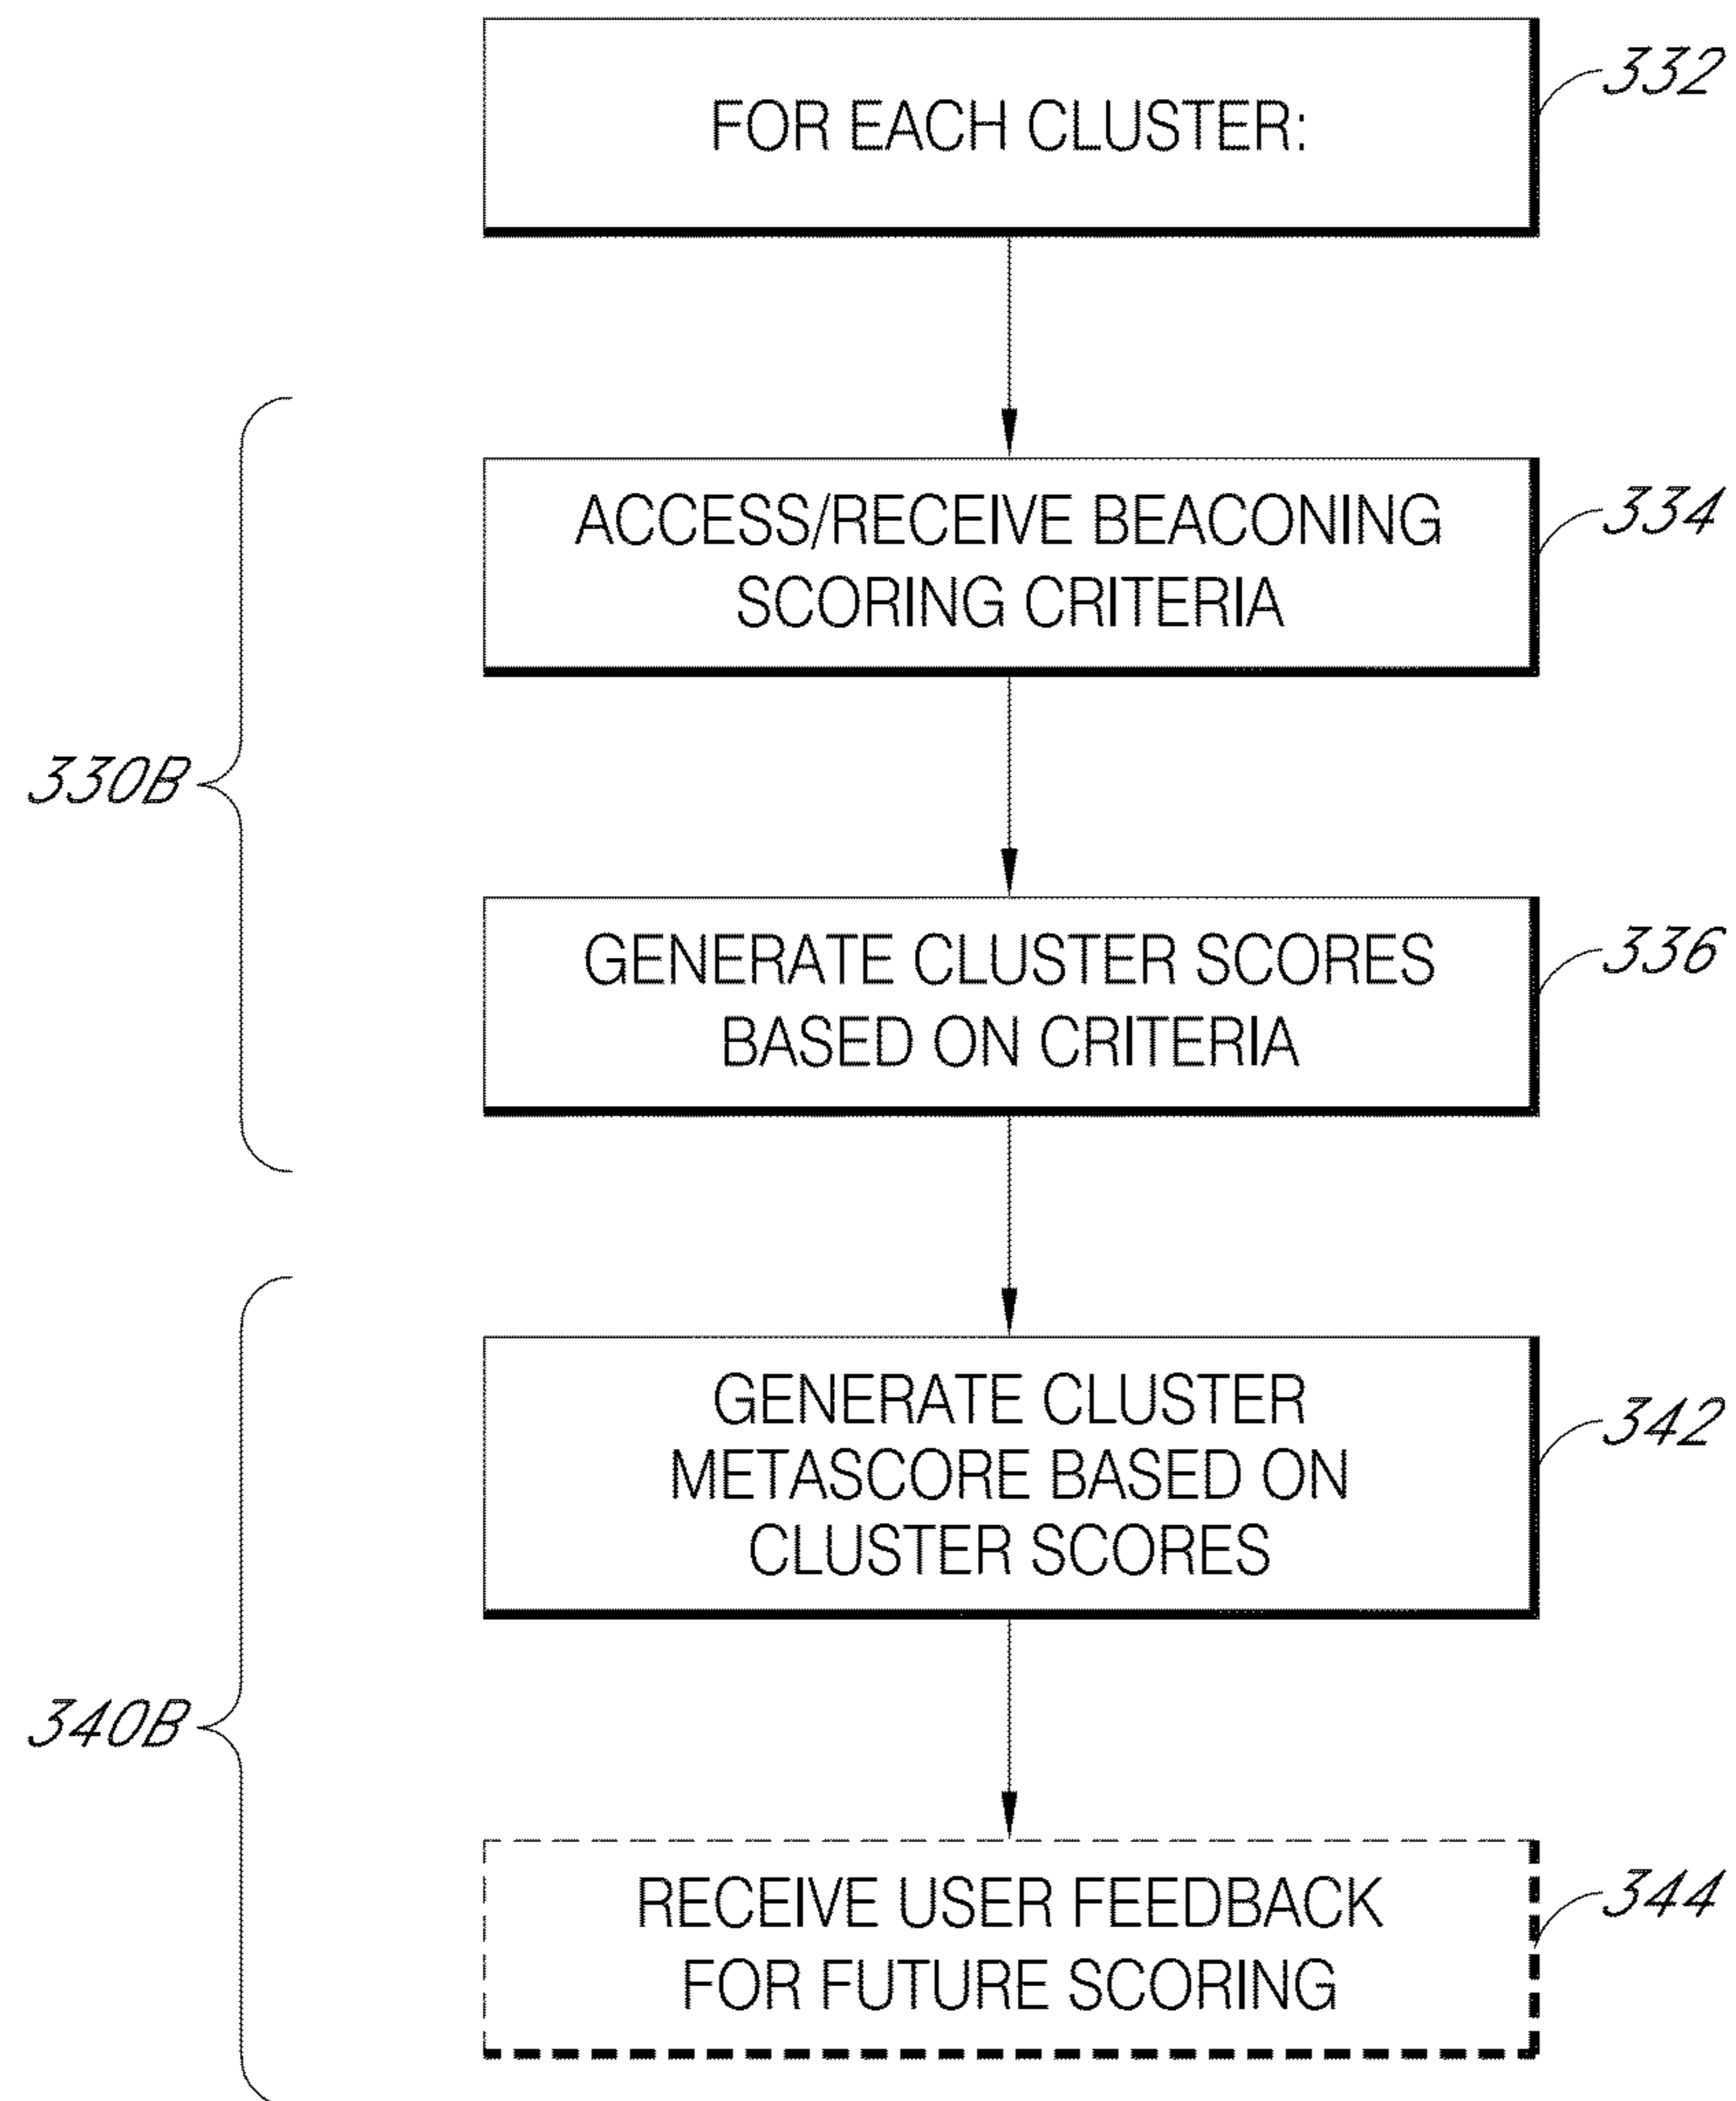 FOR EACH CLUSTER:
332
ACCESS/RECEIVE BEACONING
SCORING CRITERIA
334
330B
GENERATE CLUSTER SCORES
BASED ON CRITERIA
336
GENERATE CLUSTER
METASCORE BASED ON
CLUSTER SCORES
342
340B
RECEIVE USER FEEDBACK
FOR FUTURE SCORING
344